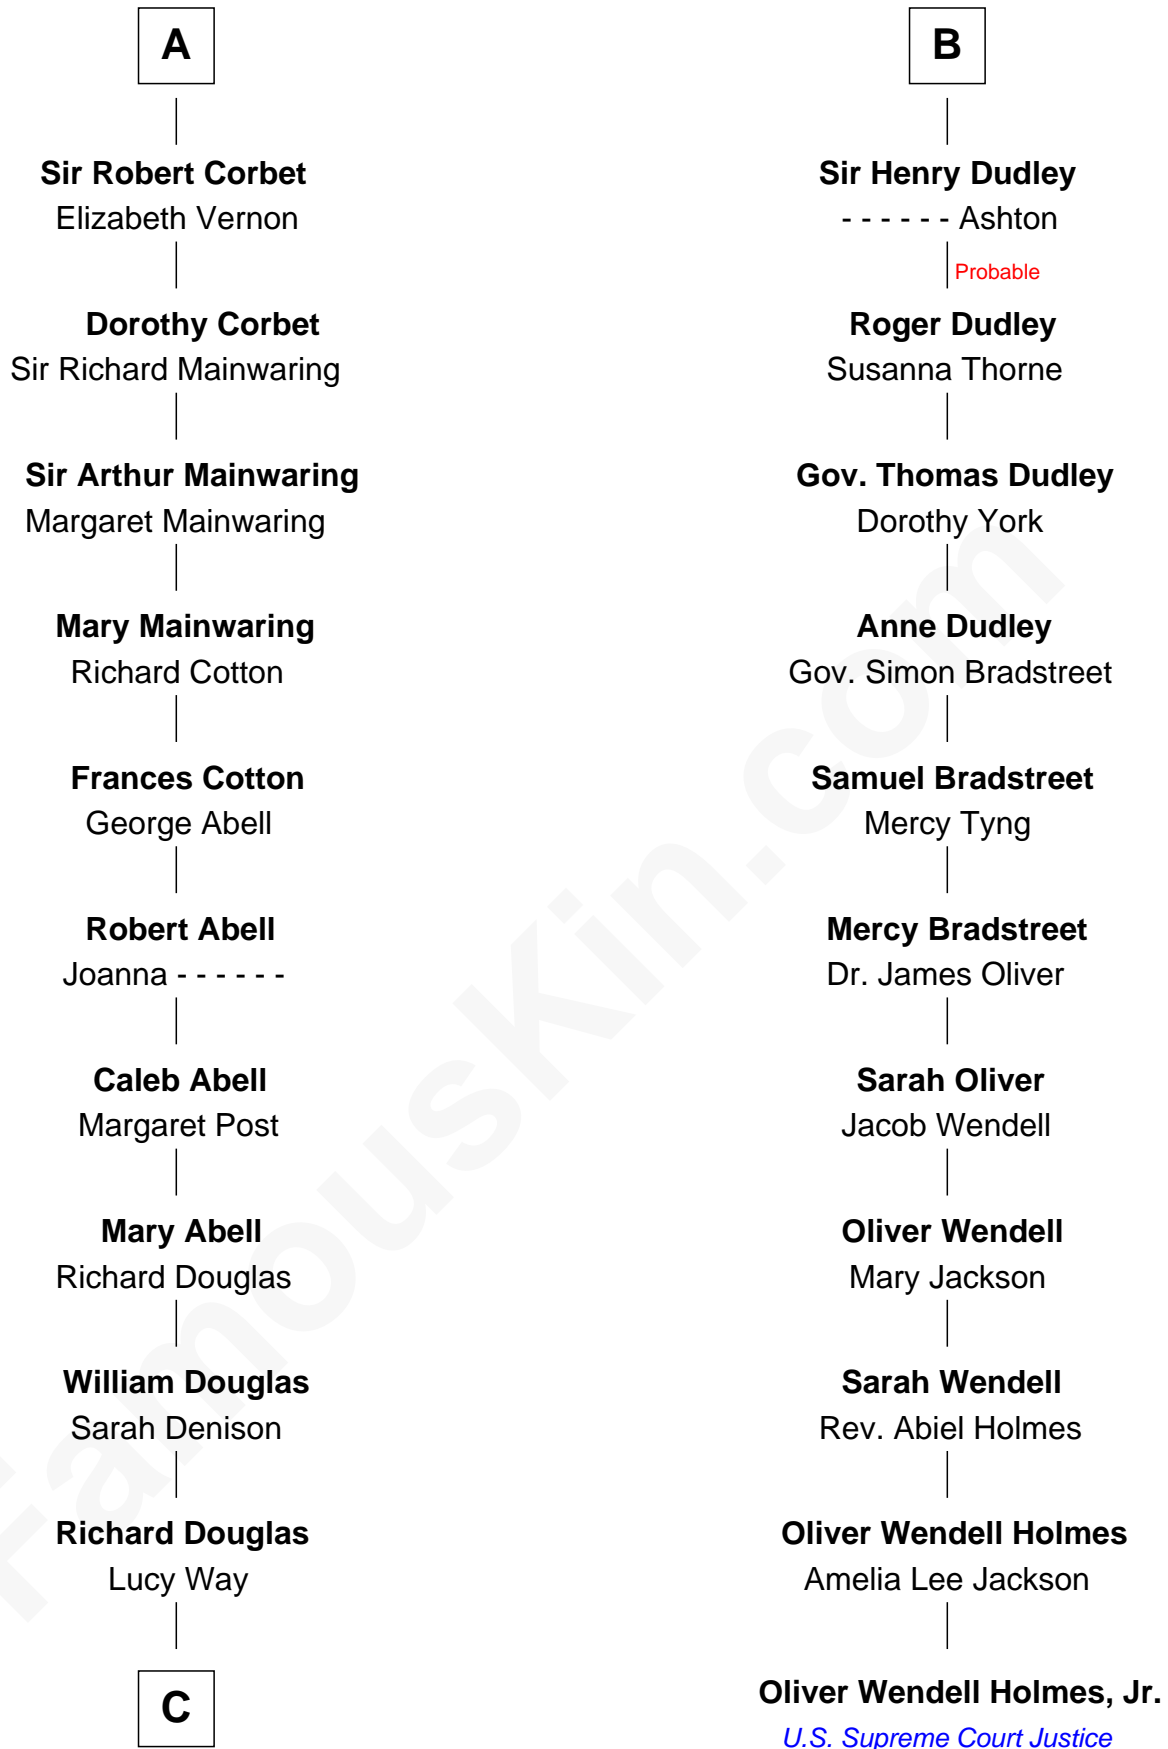 A
Sir Robert Corbet
Elizabeth Vernon
Dorothy Corbet
Sir Richard Mainwaring
Sir Arthur Mainwaring
Margaret Mainwaring
Mary Mainwaring
Richard Cotton
Frances Cotton
George Abell
Robert Abell
Joanna - - - - - -
Caleb Abell
Margaret Post
Mary Abell
Richard Douglas
William Douglas
Sarah Denison
Richard Douglas
Lucy Way
C
B
Sir Henry Dudley
- - - - - - Ashton
Probable
Roger Dudley
Susanna Thorne
Gov. Thomas Dudley
Dorothy York
Anne Dudley
Gov. Simon Bradstreet
Samuel Bradstreet
Mercy Tyng
Mercy Bradstreet
Dr. James Oliver
Sarah Oliver
Jacob Wendell
Oliver Wendell
Mary Jackson
Sarah Wendell
Rev. Abiel Holmes
Oliver Wendell Holmes
Amelia Lee Jackson
Oliver Wendell Holmes, Jr.
U.S. Supreme Court Justice
FamousKin.com